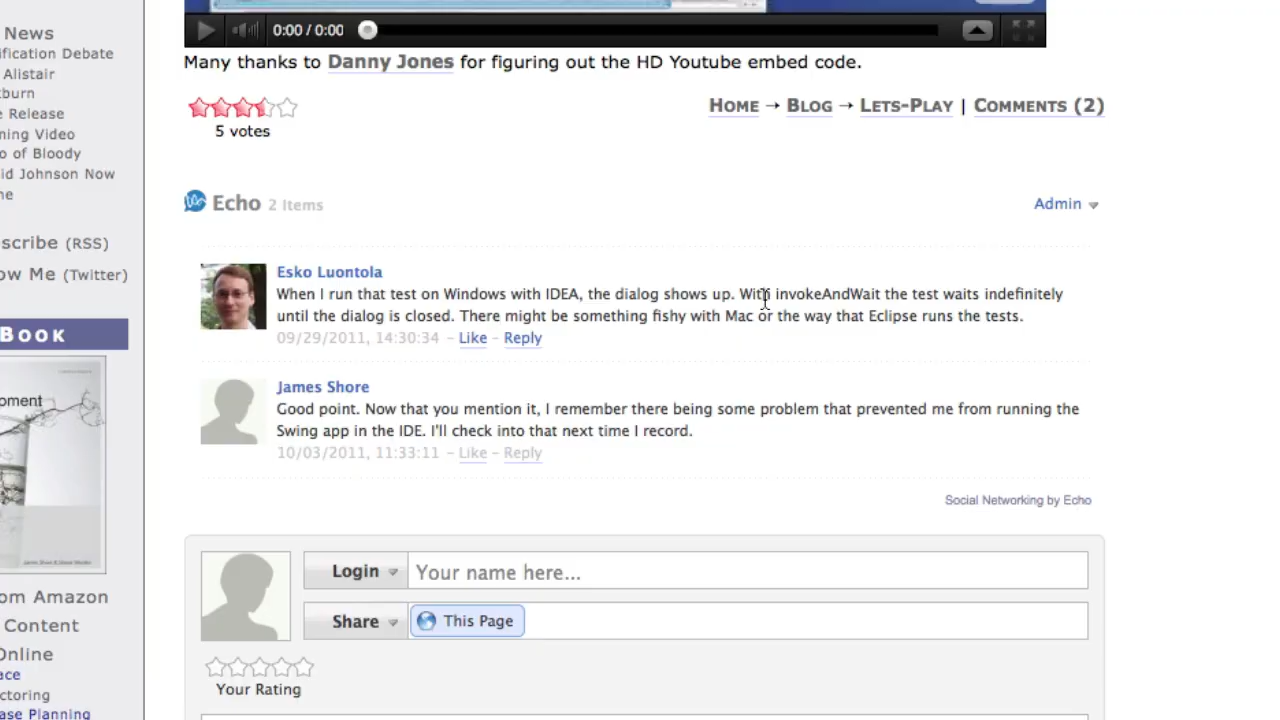 0:00 / 0:00
Many thanks to Danny Jones for figuring out the HD Youtube embed code.
5 votes
HOME → BLOG → LETS-PLAY | COMMENTS (2)
Echo 2 Items
Admin
Esko Luontola
When I run that test on Windows with IDEA, the dialog shows up. With invokeAndWait the test waits indefinitely
until the dialog is closed. There might be something fishy with Mac or the way that Eclipse runs the tests.
09/29/2011, 14:30:34 – Like – Reply
James Shore
Good point. Now that you mention it, I remember there being some problem that prevented me from running the
Swing app in the IDE. I'll check into that next time I record.
10/03/2011, 11:33:11 – Like – Reply
Social Networking by Echo
Login
Your name here...
Share
This Page
Your Rating
News
ification Debate
Alistair
tburn
e Release
ning Video
o of Bloody
id Johnson Now
ne
scribe (RSS)
ow Me (Twitter)
BOOK
oment
om Amazon
Content
Online
ace
ctoring
ase Planning